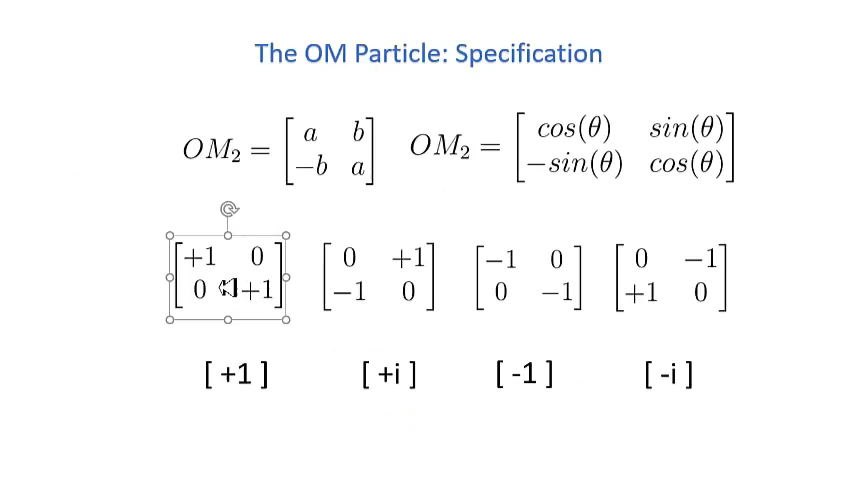 The OM Particle: Specification
OM₂ = [ a b ] OM₂ = [ cos(θ) sin(θ) ]
[ −b a ] [ −sin(θ) cos(θ) ]
[ +1 0 ] [ 0 +1 ] [ −1 0 ] [ 0 −1 ]
[ 0 +1 ] [ −1 0 ] [ 0 −1 ] [ +1 0 ]
[ +1 ] [ +i ] [ -1 ] [ -i ]